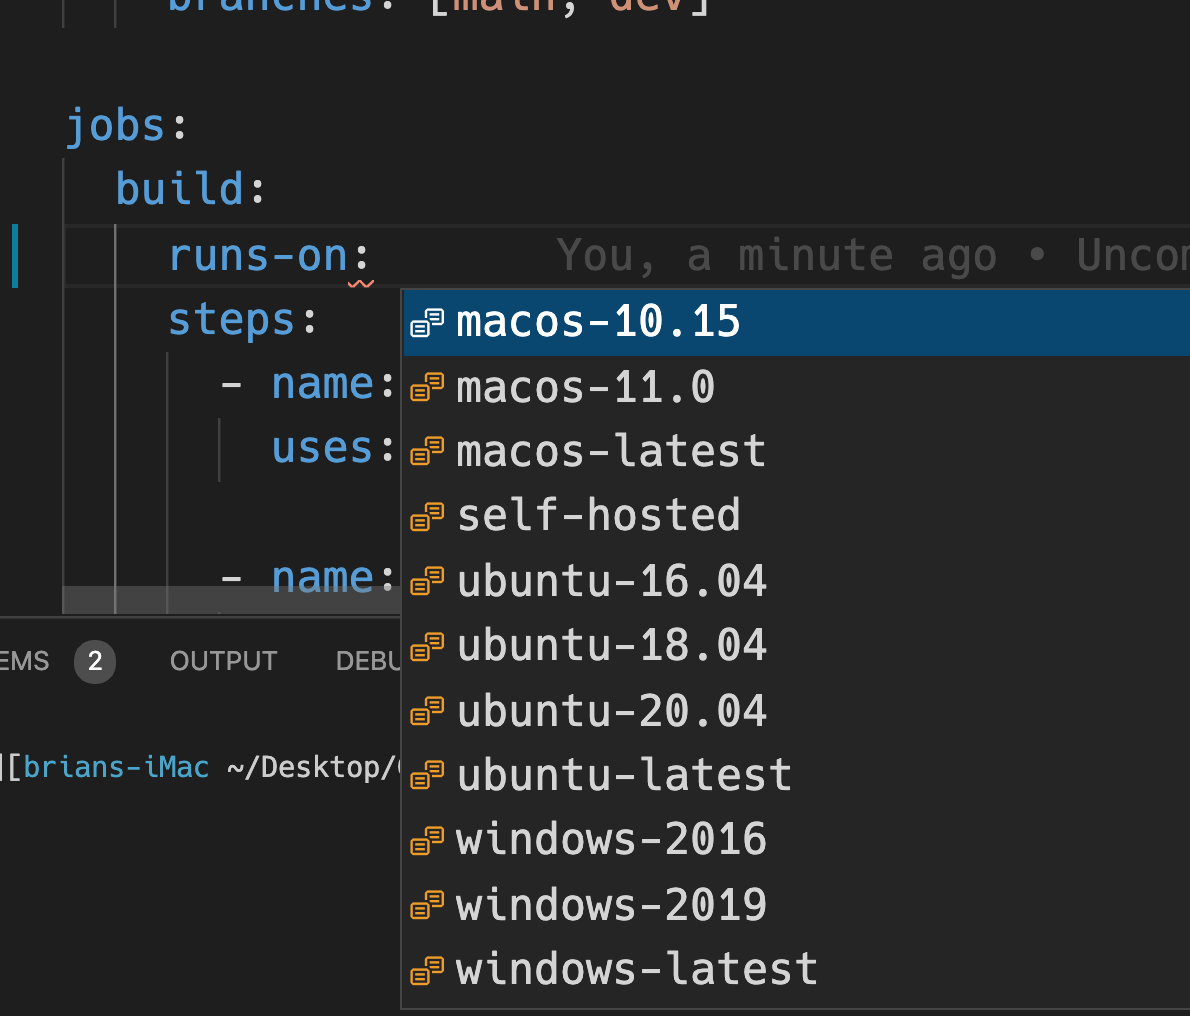 branches: [main, dev]
jobs:
build:
runs-on: You, a minute ago • Uncom
steps:
- name:
uses:
- name:
macos-10.15
macos-11.0
macos-latest
self-hosted
ubuntu-16.04
ubuntu-18.04
ubuntu-20.04
ubuntu-latest
windows-2016
windows-2019
windows-latest
EMS 2 OUTPUT DEBU
[brians-iMac ~/Desktop/